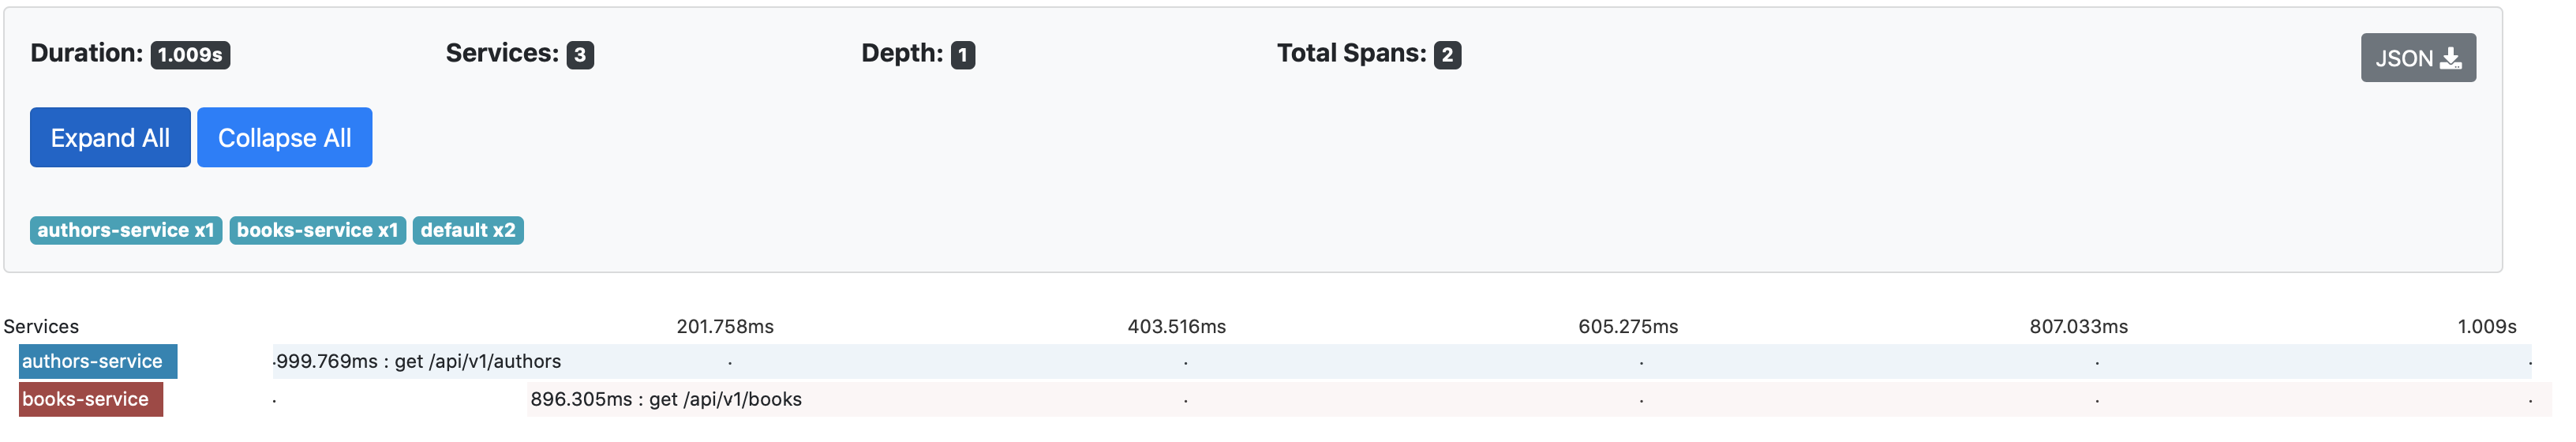 Duration: 1.009s Services: 3 Depth: 1 Total Spans: 2 JSON
Expand All Collapse All
authors-service x1 books-service x1 default x2
Services 201.758ms 403.516ms 605.275ms 807.033ms 1.009s
authors-service ·999.769ms : get /api/v1/authors · · · · ·
books-service · 896.305ms : get /api/v1/books · · · ·